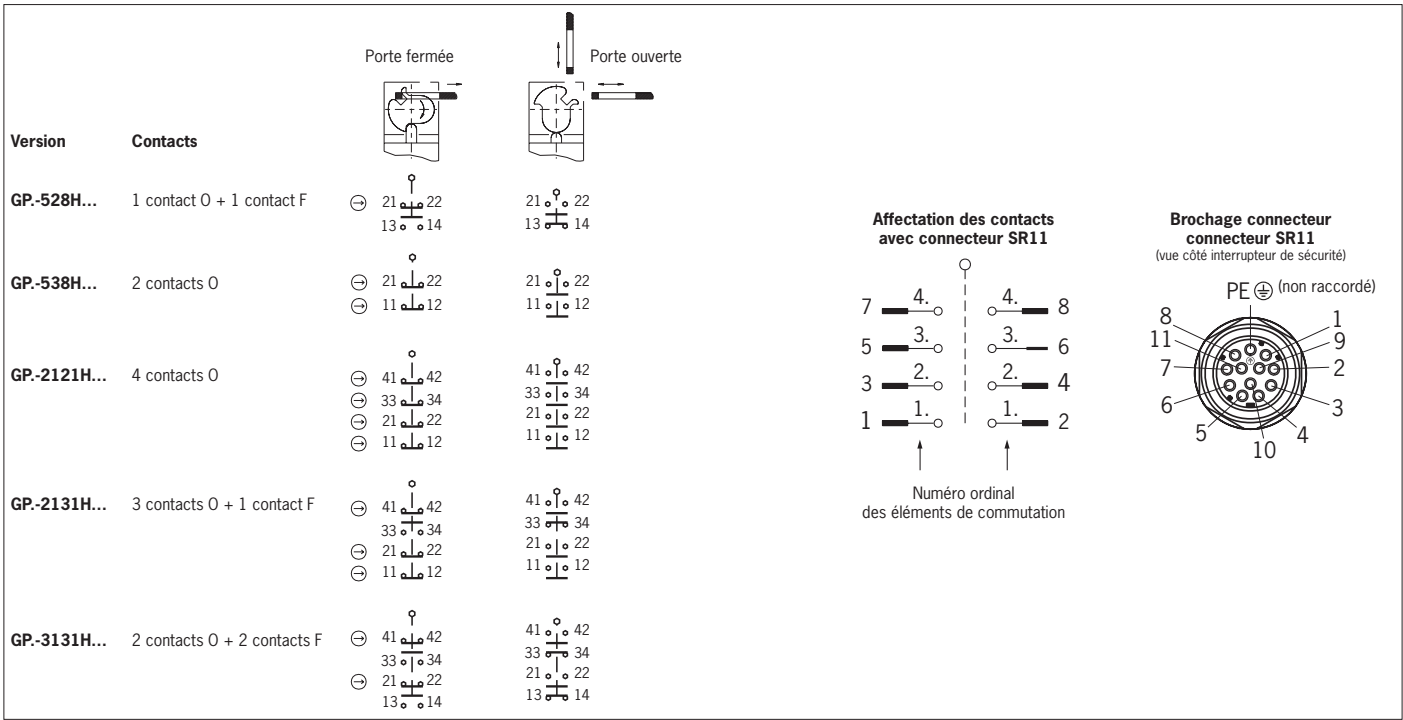 Porte fermée
Porte ouverte
Version Contacts
GP.-528H... 1 contact O + 1 contact F
21 22
13 14
21 22
13 14
GP.-538H... 2 contacts O
21 22
11 12
21 22
11 12
GP.-2121H... 4 contacts O
41 42
33 34
21 22
11 12
41 42
33 34
21 22
11 12
GP.-2131H... 3 contacts O + 1 contact F
41 42
33 34
21 22
11 12
41 42
33 34
21 22
11 12
GP.-3131H... 2 contacts O + 2 contacts F
41 42
33 34
21 22
13 14
41 42
33 34
21 22
13 14
Affectation des contacts
avec connecteur SR11
7 4. 4. 8
5 3. 3. 6
3 2. 2. 4
1 1. 1. 2
Numéro ordinal
des éléments de commutation
Brochage connecteur
connecteur SR11
(vue côté interrupteur de sécurité)
PE (non raccordé)
8 1
11 9
7 2
6 3
5 4
10